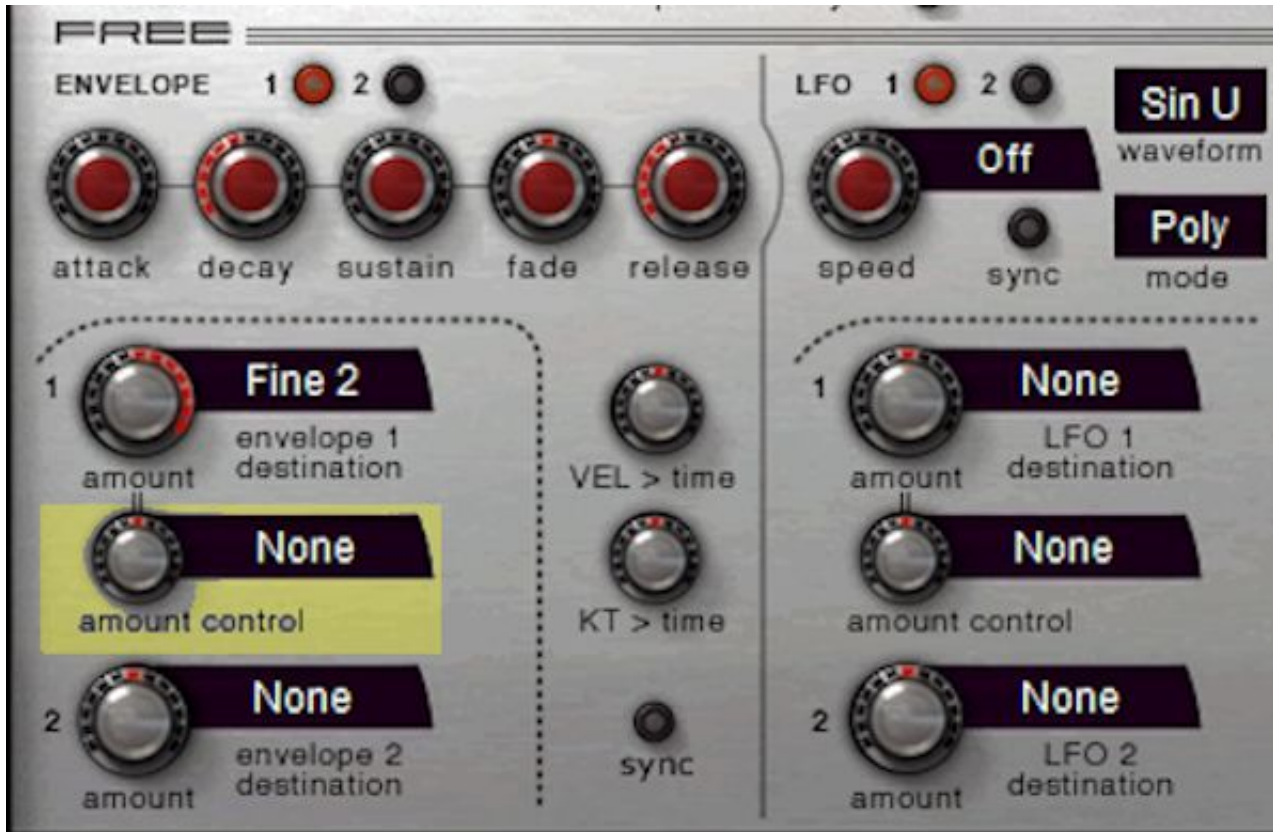 FREE
ENVELOPE 1 2
LFO 1 2
Sin U
waveform
Off
Poly
mode
attack decay sustain fade release
speed sync
1 Fine 2
envelope 1
destination
amount
None
amount control
2 None
envelope 2
destination
amount
VEL > time
KT > time
sync
1 None
LFO 1
destination
amount
None
amount control
2 None
LFO 2
destination
amount